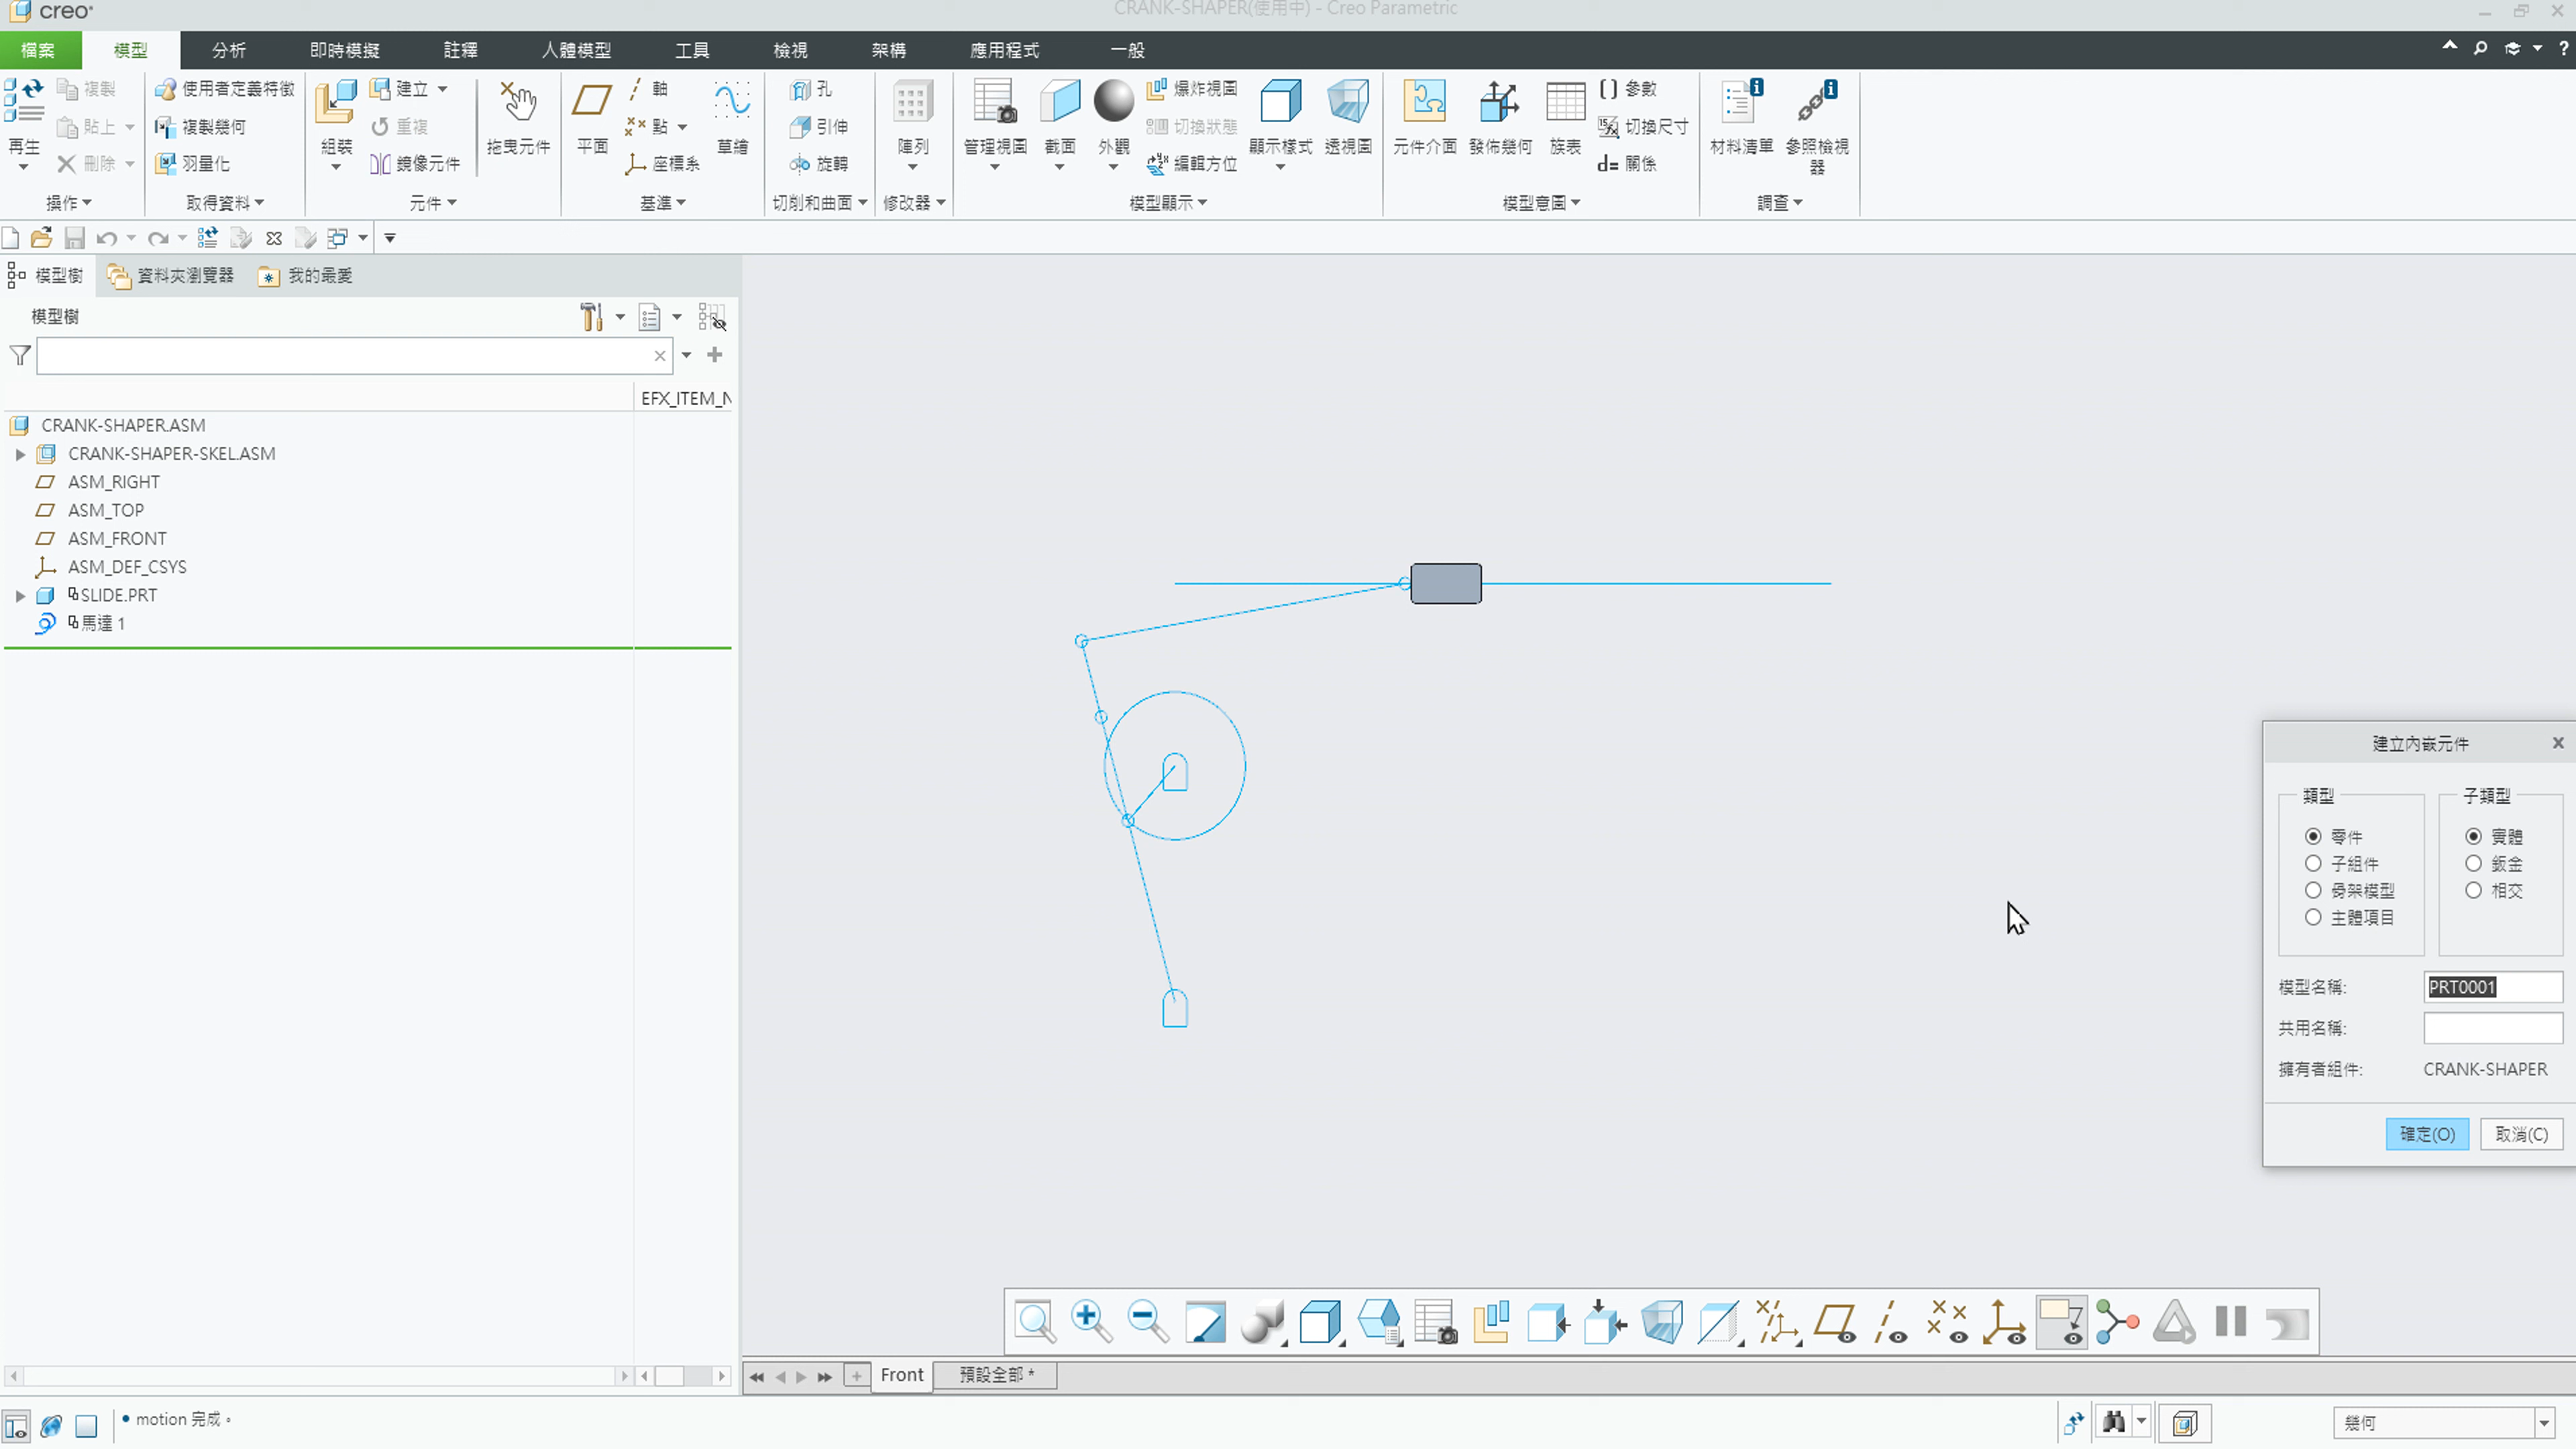 creo
CRANK-SHAPER(使用中) - Creo Parametric
檔案 模型 分析 即時模擬 註釋 人體模型 工具 檢視 架構 應用程式 一般
再生
複製
貼上
刪除
操作
使用者定義特徵
複製幾何
羽量化
取得資料
組裝
建立
重複
鏡像元件
拖曳元件
元件
平面
軸
點
座標系
草繪
基準
孔
引伸
旋轉
切削和曲面
陣列
修改器
管理視圖
截面
外觀
爆炸視圖
切換狀態
編輯方位
顯示樣式
透視圖
模型顯示
元件介面
發佈幾何
族表
參數
切換尺寸
d= 關係
模型意圖
材料清單
參照檢視器
調查
模型樹 資料夾瀏覽器 我的最愛
模型樹
EFX_ITEM_N
CRANK-SHAPER.ASM
CRANK-SHAPER-SKEL.ASM
ASM_RIGHT
ASM_TOP
ASM_FRONT
ASM_DEF_CSYS
SLIDE.PRT
馬達 1
建立內嵌元件
類型
零件
子組件
骨架模型
主體項目
子類型
實體
鈑金
相交
模型名稱: PRT0001
共用名稱:
擁有者組件: CRANK-SHAPER
確定(O) 取消(C)
Front 預設全部 *
• motion 完成。
幾何